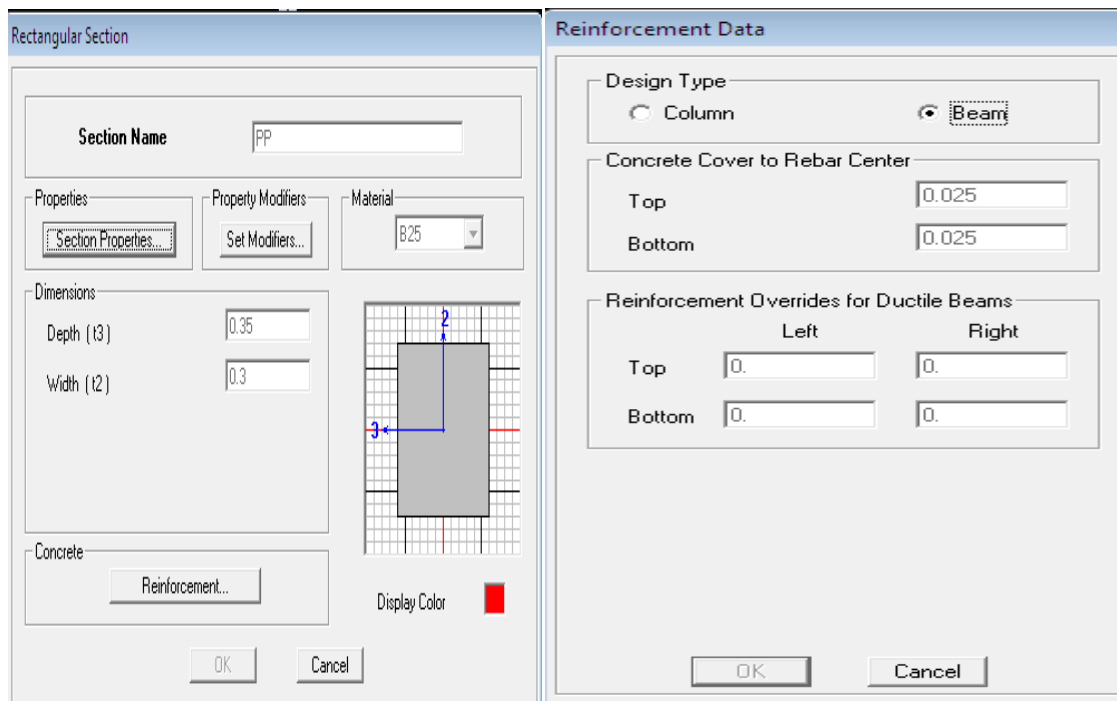 Rectangular Section
Section Name PP
Properties Property Modifiers Material
Section Properties... Set Modifiers... B25
Dimensions
Depth (t3) 0.35
Width (t2) 0.3
2
3
Concrete
Reinforcement...
Display Color
OK Cancel
Reinforcement Data
Design Type
Column Beam
Concrete Cover to Rebar Center
Top 0.025
Bottom 0.025
Reinforcement Overrides for Ductile Beams
Left Right
Top 0. 0.
Bottom 0. 0.
OK Cancel